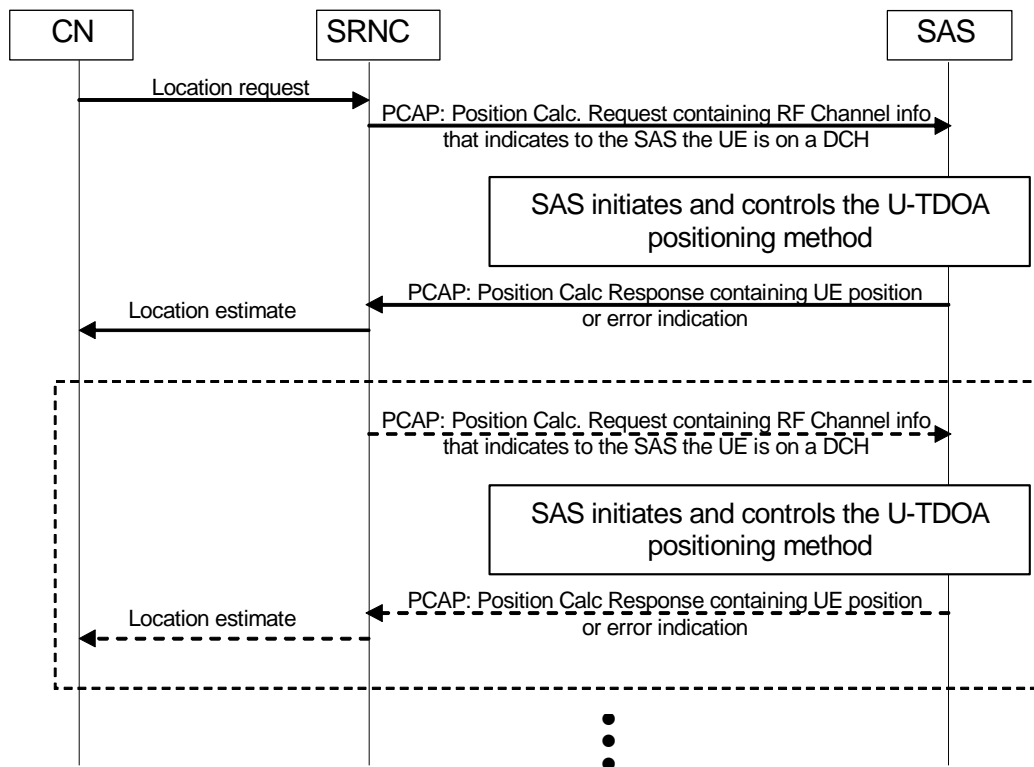 CN
SRNC
SAS
Location request
PCAP: Position Calc. Request containing RF Channel info
that indicates to the SAS the UE is on a DCH
SAS initiates and controls the U-TDOA
positioning method
PCAP: Position Calc Response containing UE position
or error indication
Location estimate
PCAP: Position Calc. Request containing RF Channel info
that indicates to the SAS the UE is on a DCH
SAS initiates and controls the U-TDOA
positioning method
PCAP: Position Calc Response containing UE position
or error indication
Location estimate